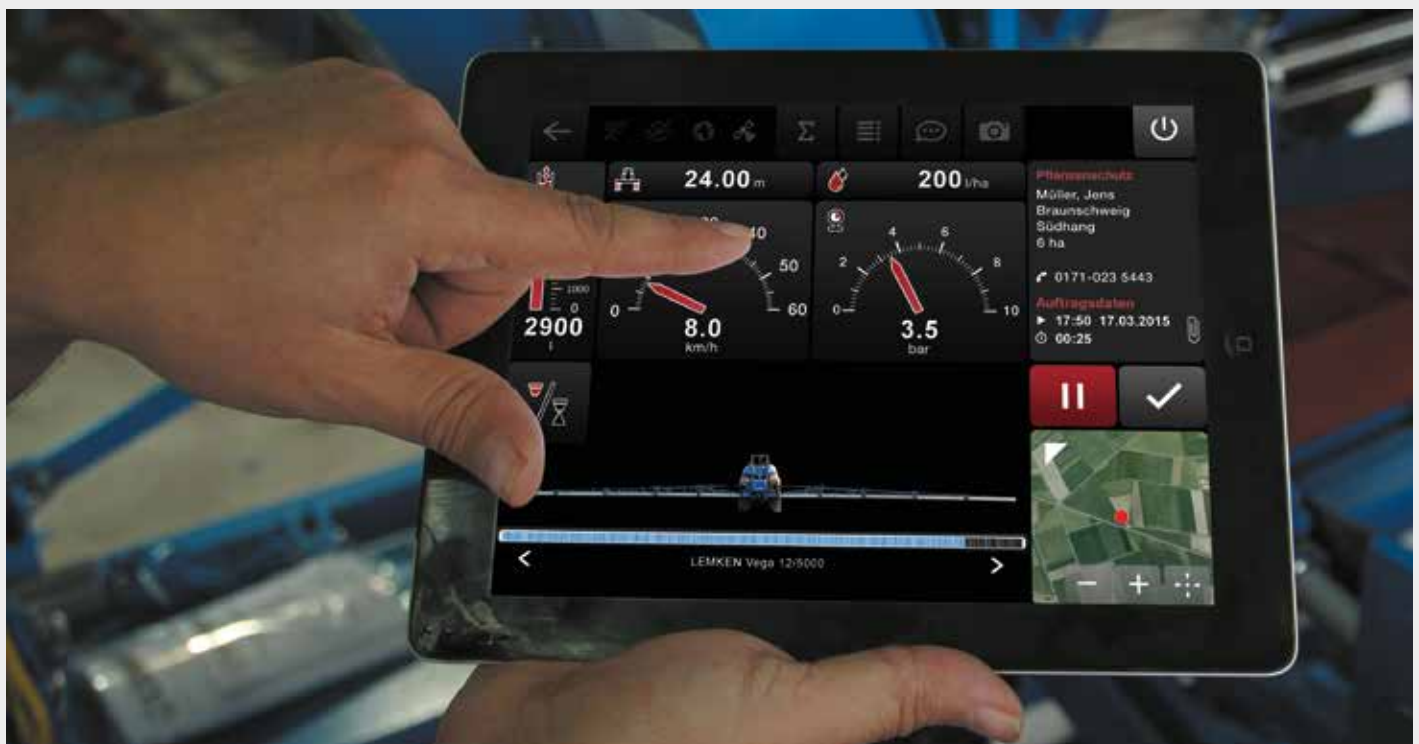 Σ
24.00 m
200 l/ha
Pflanzenschutz
Müller, Jens
Braunschweig
Südhang
6 ha
0171-023 5443
Auftragsdaten
17:50 17.03.2015
00:25
1000
0
2900
l
0
40
50
60
8.0
km/h
0
2
4
6
8
10
3.5
bar
LEMKEN Vega 12/5000